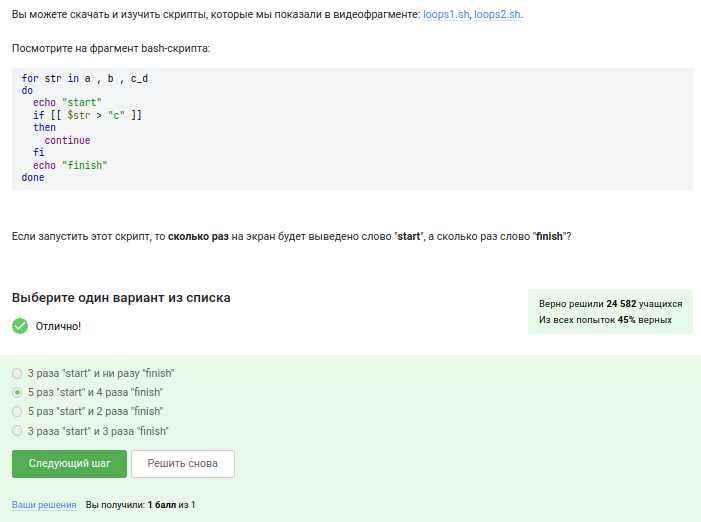 Вы можете скачать и изучить скрипты, которые мы показали в видеофрагменте: loops1.sh, loops2.sh.
Посмотрите на фрагмент bash-скрипта:
for str in a , b , c_d
do
  echo "start"
  if [[ $str > "c" ]]
  then
    continue
  fi
  echo "finish"
done
Если запустить этот скрипт, то сколько раз на экран будет выведено слово "start", а сколько раз слово "finish"?
Выберите один вариант из списка
Отлично!
Верно решили 24 582 учащихся
Из всех попыток 45% верных
3 раза "start" и ни разу "finish"
5 раз "start" и 4 раза "finish"
5 раз "start" и 2 раза "finish"
3 раза "start" и 3 раза "finish"
Следующий шаг
Решить снова
Ваши решения Вы получили: 1 балл из 1